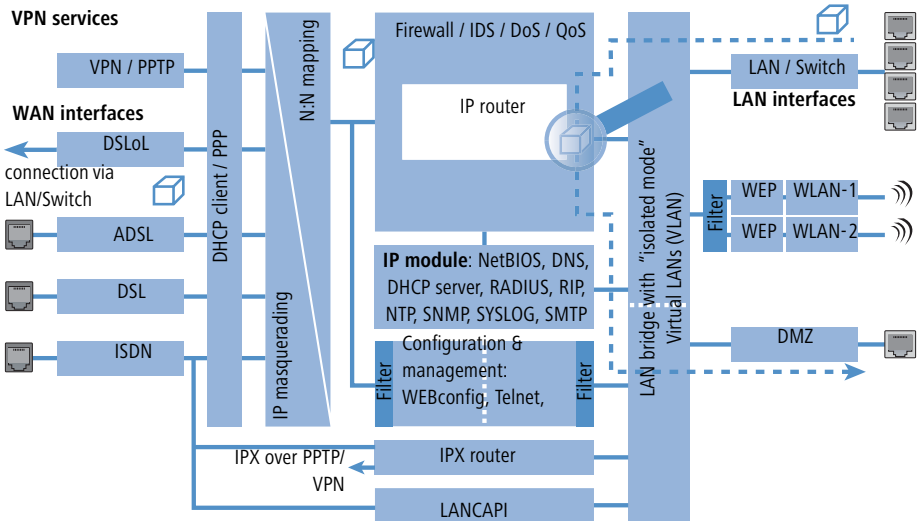 VPN services
VPN / PPTP
WAN interfaces
DSLoL
connection via
LAN/Switch
ADSL
DSL
ISDN
DHCP client / PPP
IP masquerading
N:N mapping
Firewall / IDS / DoS / QoS
IP router
IP module: NetBIOS, DNS,
DHCP server, RADIUS, RIP,
NTP, SNMP, SYSLOG, SMTP
Filter
Configuration &
management:
WEBconfig, Telnet,
Filter
IPX over PPTP/
VPN
IPX router
LANCAPI
LAN bridge with "isolated mode"
Virtual LANs (VLAN)
LAN / Switch
LAN interfaces
Filter
WEP
WLAN-1
WEP
WLAN-2
DMZ